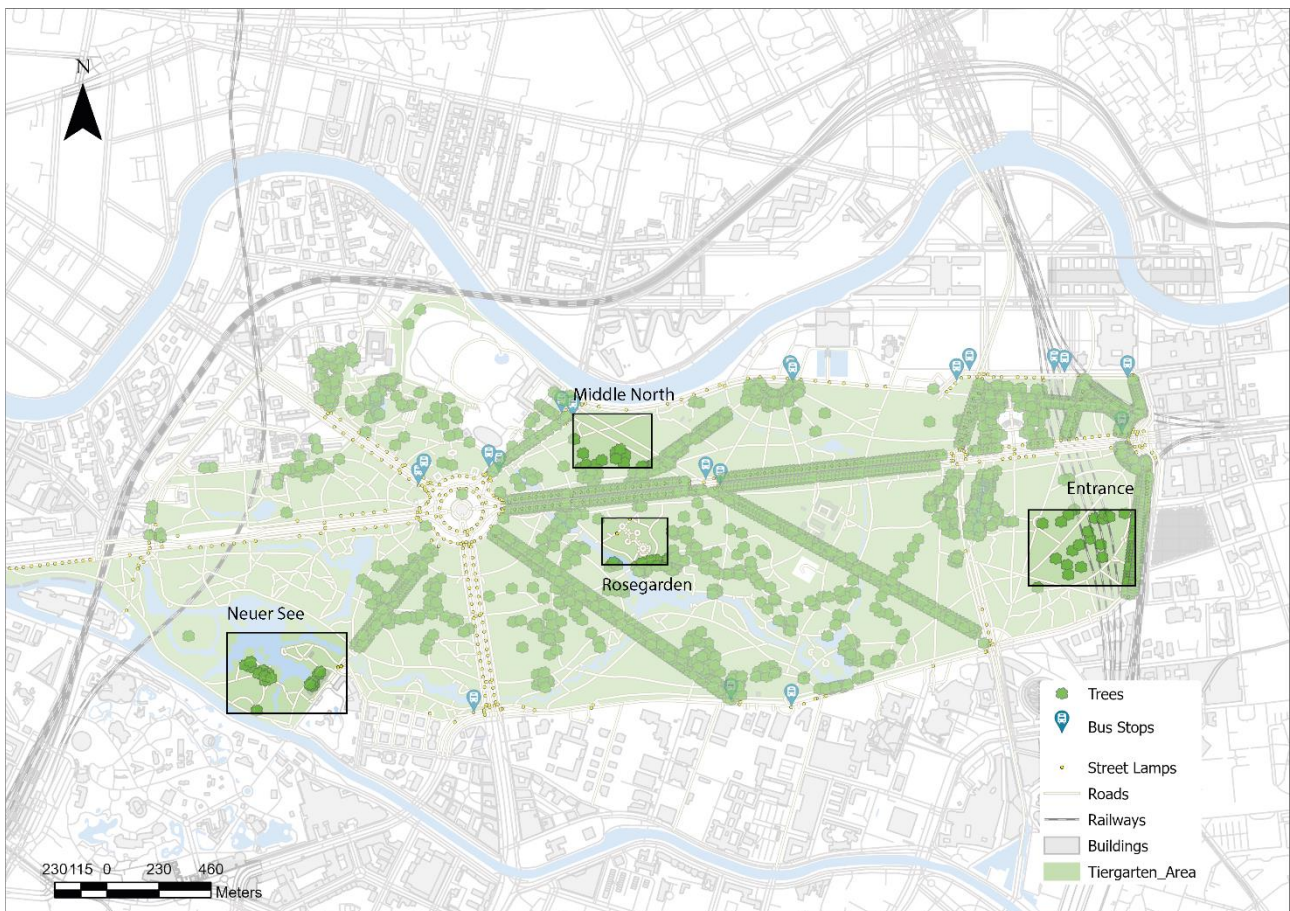 N
Middle North
Entrance
Rosegarden
Neuer See
Trees
Bus Stops
Street Lamps
Roads
Railways
Buildings
Tiergarten_Area
230 115 0 230 460
Meters